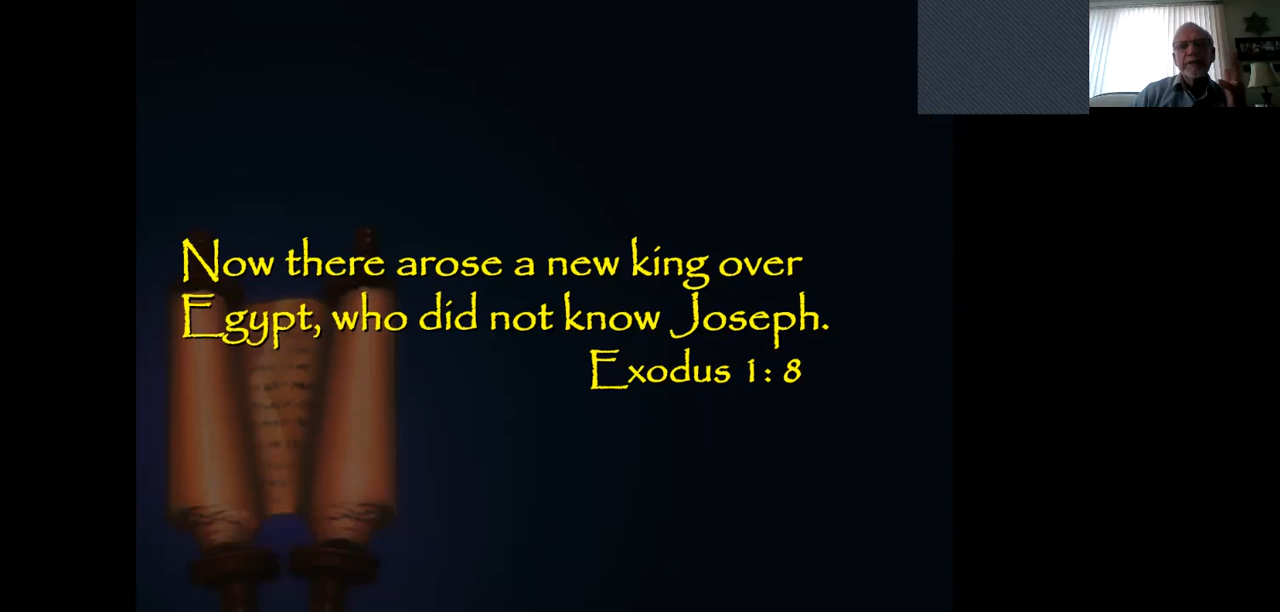 Now there arose a new king over
Egypt, who did not know Joseph.
Exodus 1: 8